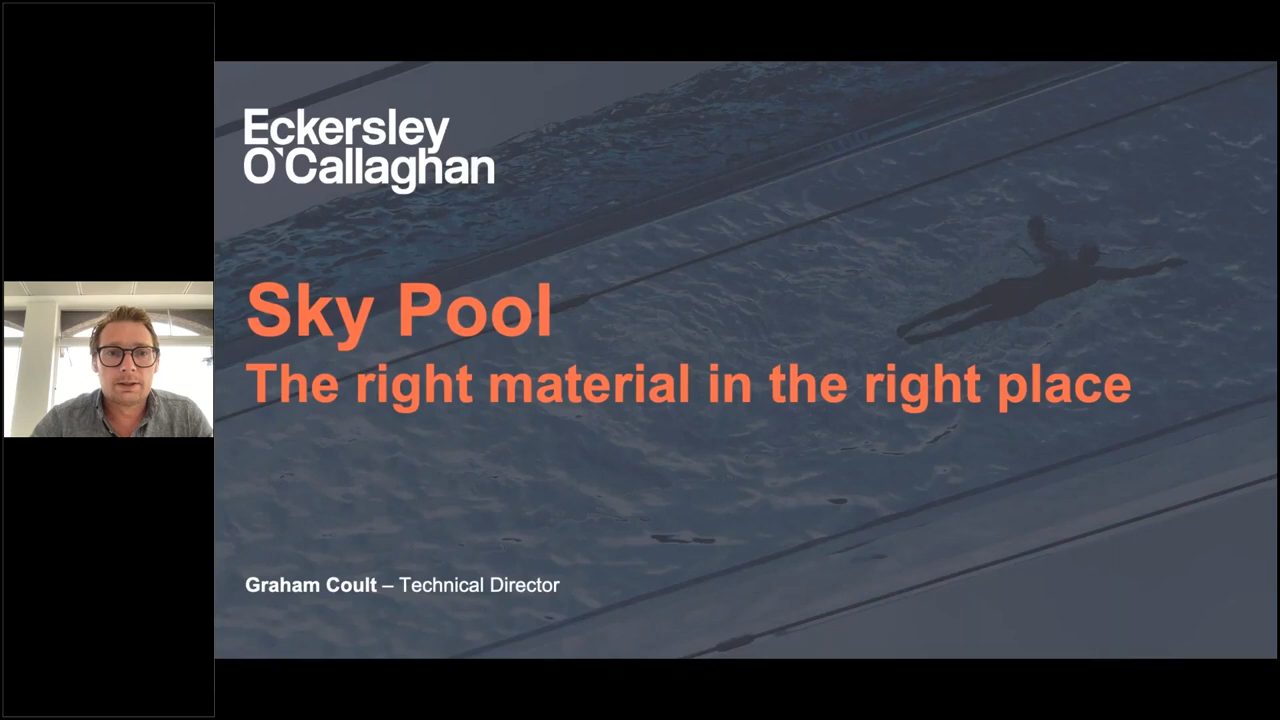 Eckersley
O'Callaghan
Sky Pool
The right material in the right place
Graham Coult – Technical Director